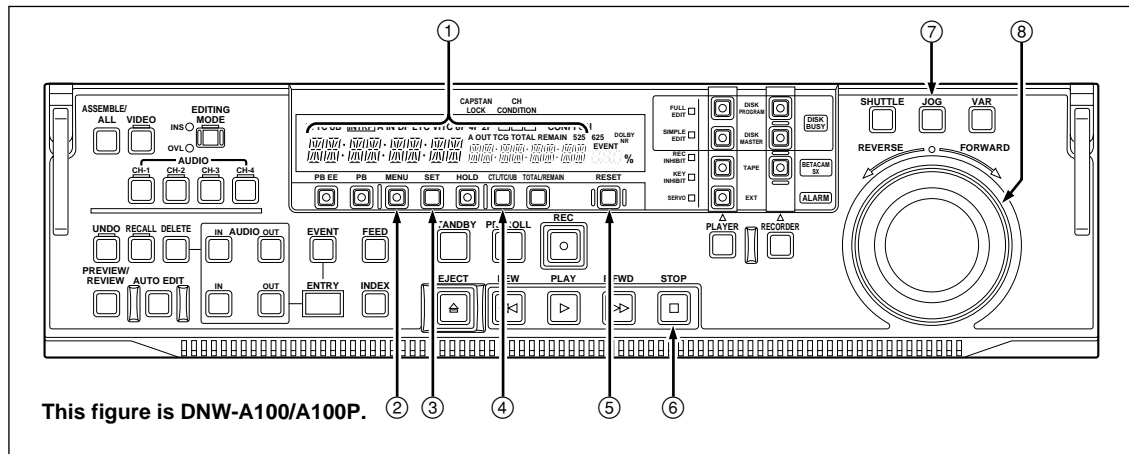 ① ⑦ ⑧
ASSEMBLE/
ALL
VIDEO
EDITING
MODE
INS
OVL
AUDIO
CH-1 CH-2 CH-3 CH-4
CAPSTAN
LOCK
CH
CONDITION
A OUT TCG TOTAL REMAIN 525 625
DOLBY
NR
EVENT
%
PB EE PB MENU SET HOLD CTL/TC/UB TOTAL/REMAIN RESET
FULL
EDIT
SIMPLE
EDIT
REC
INHIBIT
KEY
INHIBIT
SERVO
DISK
PROGRAM
DISK
MASTER
TAPE
EXT
DISK
BUSY
BETACAM
SX
ALARM
PLAYER RECORDER
SHUTTLE JOG VAR
REVERSE FORWARD
UNDO RECALL DELETE
IN AUDIO OUT
EVENT FEED
PREVIEW/
REVIEW
AUTO EDIT
IN OUT
ENTRY INDEX
REC
EJECT PLAY STOP
② ③ ④ ⑤ ⑥
This figure is DNW-A100/A100P.